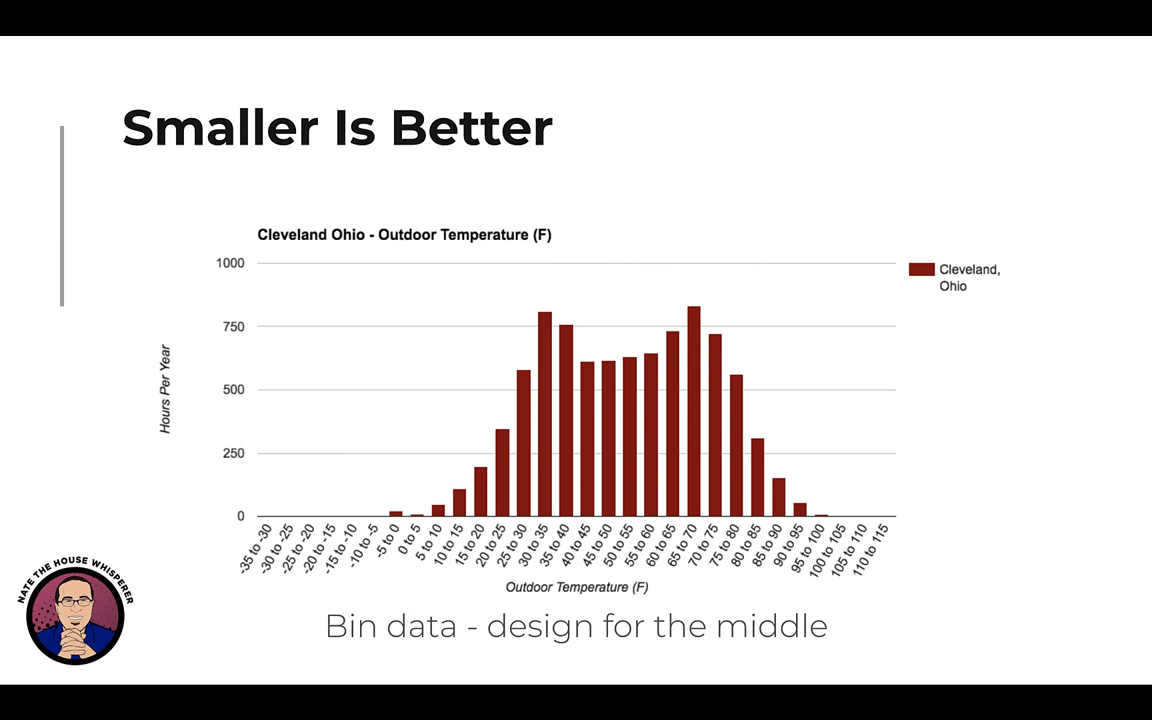 Smaller Is Better
Cleveland Ohio - Outdoor Temperature (F)
Cleveland,
Ohio
Hours Per Year
1000
750
500
250
0
-35 to -30
-30 to -25
-25 to -20
-20 to -15
-15 to -10
-10 to -5
-5 to 0
0 to 5
5 to 10
10 to 15
15 to 20
20 to 25
25 to 30
30 to 35
35 to 40
40 to 45
45 to 50
50 to 55
55 to 60
60 to 65
65 to 70
70 to 75
75 to 80
80 to 85
85 to 90
90 to 95
95 to 100
100 to 105
105 to 110
110 to 115
Outdoor Temperature (F)
Bin data - design for the middle
NATE THE HOUSE WHISPERER